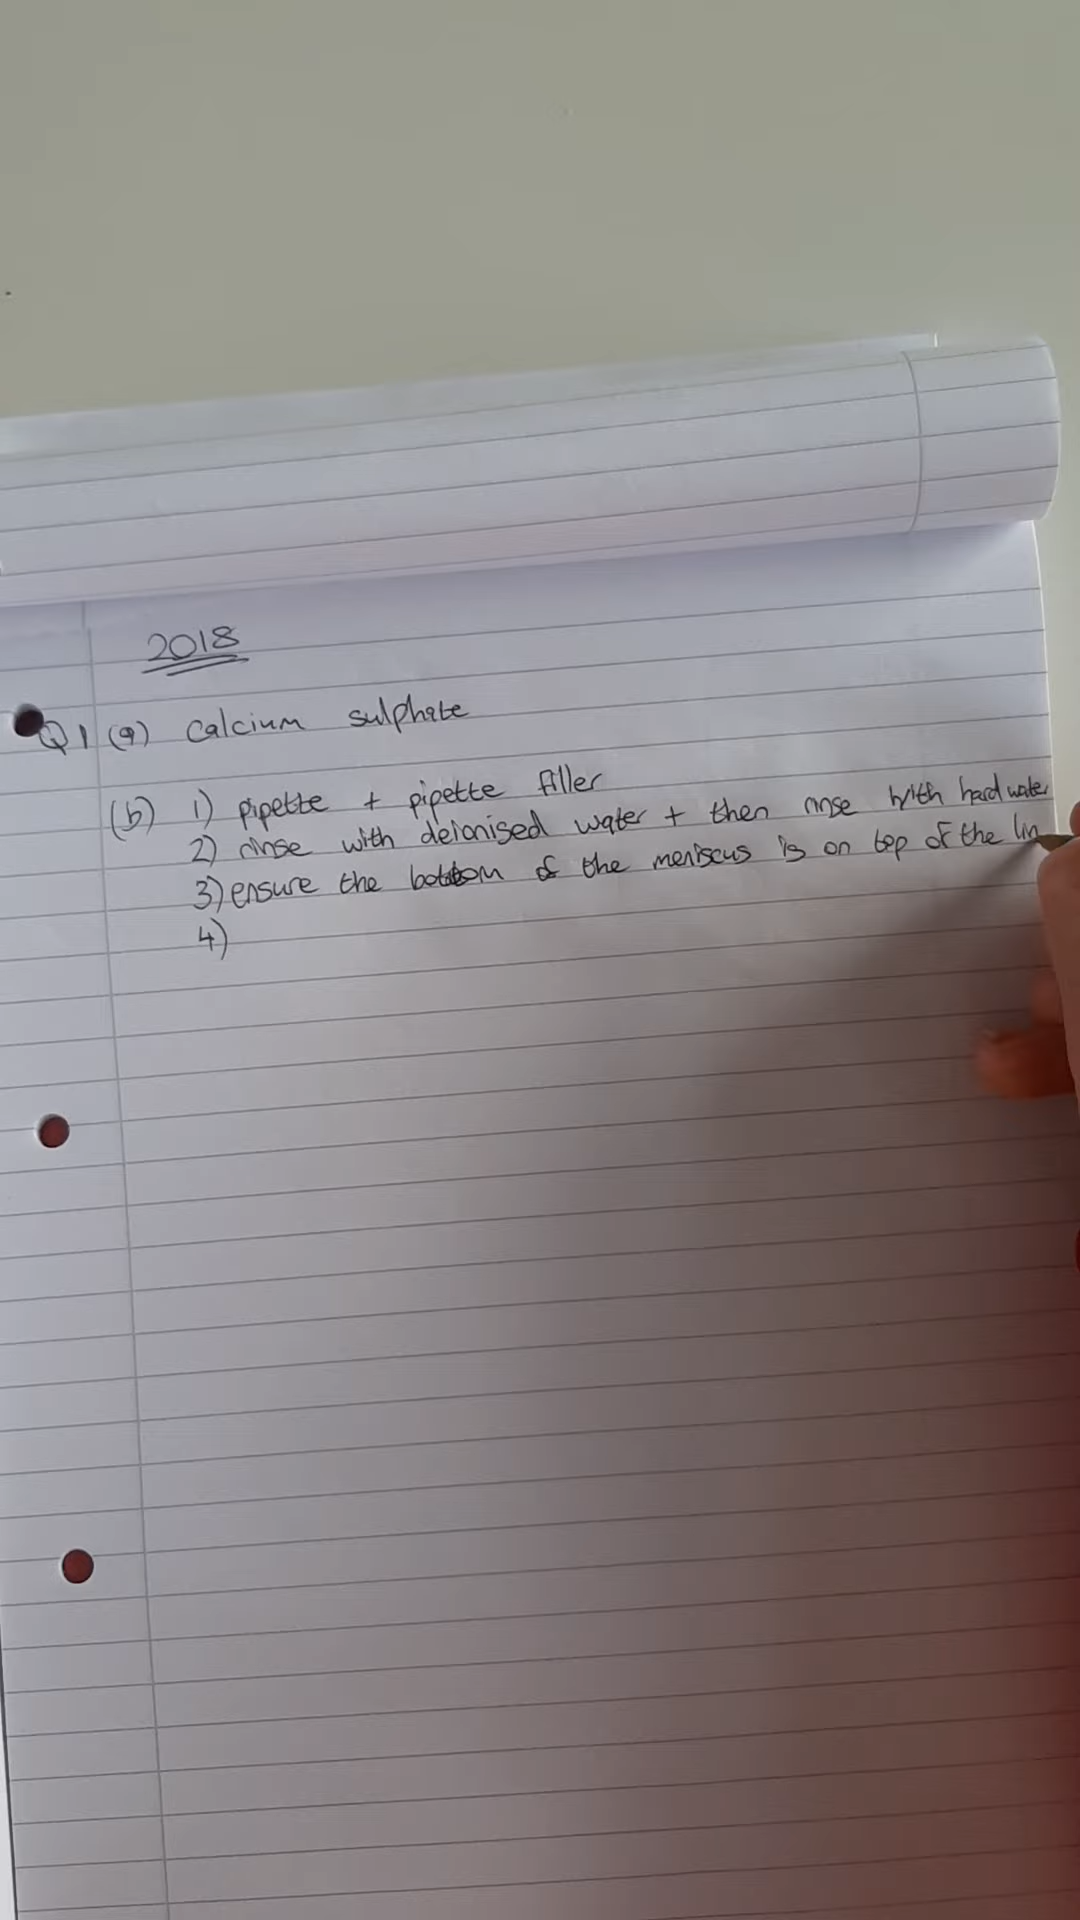 2018
Q1 (a) Calcium sulphate
(b) 1) pipette + pipette filler
2) rinse with deionised water + then rinse with hard water
3) ensure the bottom of the meniscus is on top of the lin
4)